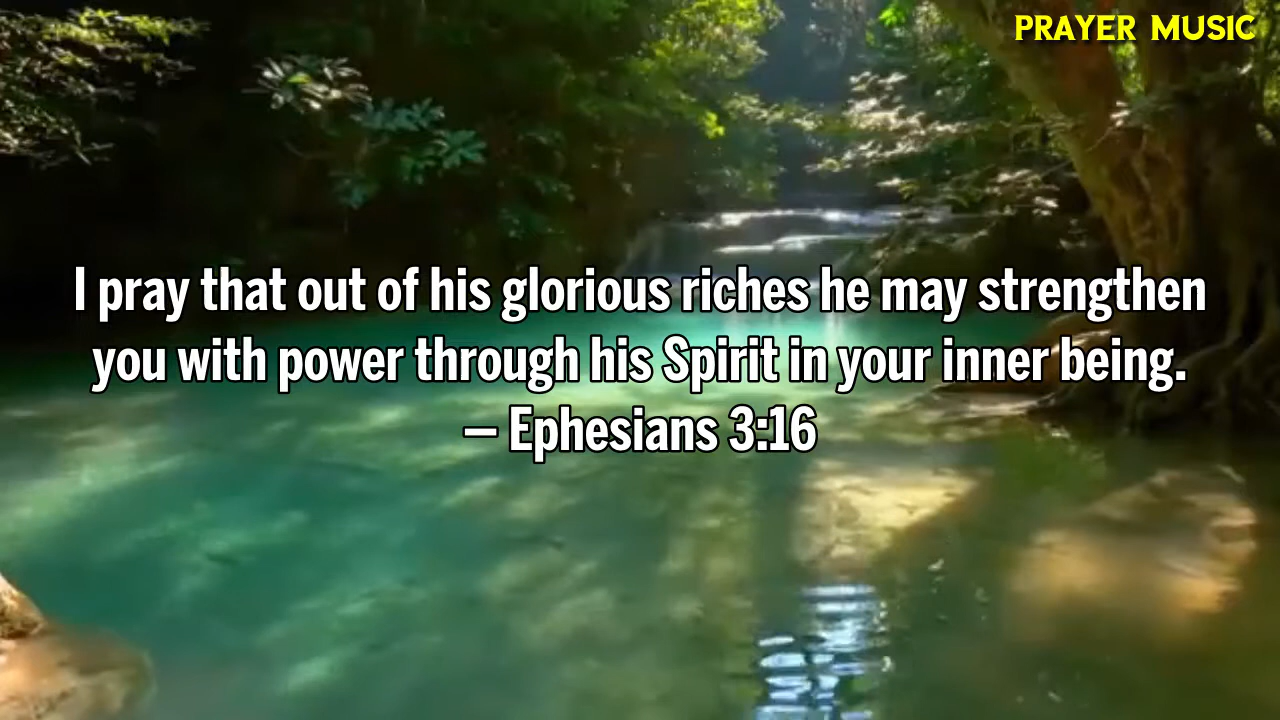 PRAYER MUSIC
I pray that out of his glorious riches he may strengthen
you with power through his Spirit in your inner being.
– Ephesians 3:16